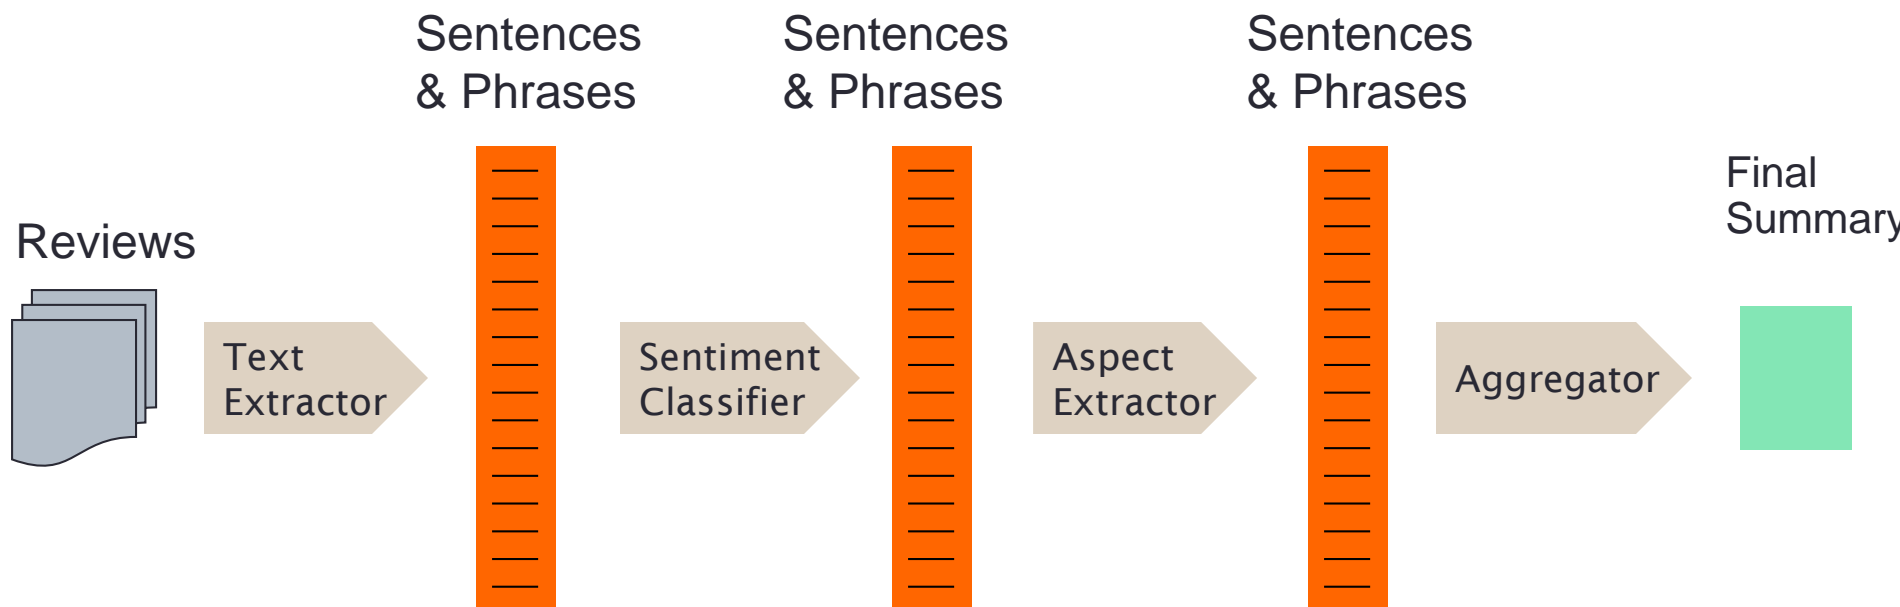 Sentences
& Phrases
Sentences
& Phrases
Sentences
& Phrases
Final
Summary
Reviews
Text
Extractor
Sentiment
Classifier
Aspect
Extractor
Aggregator